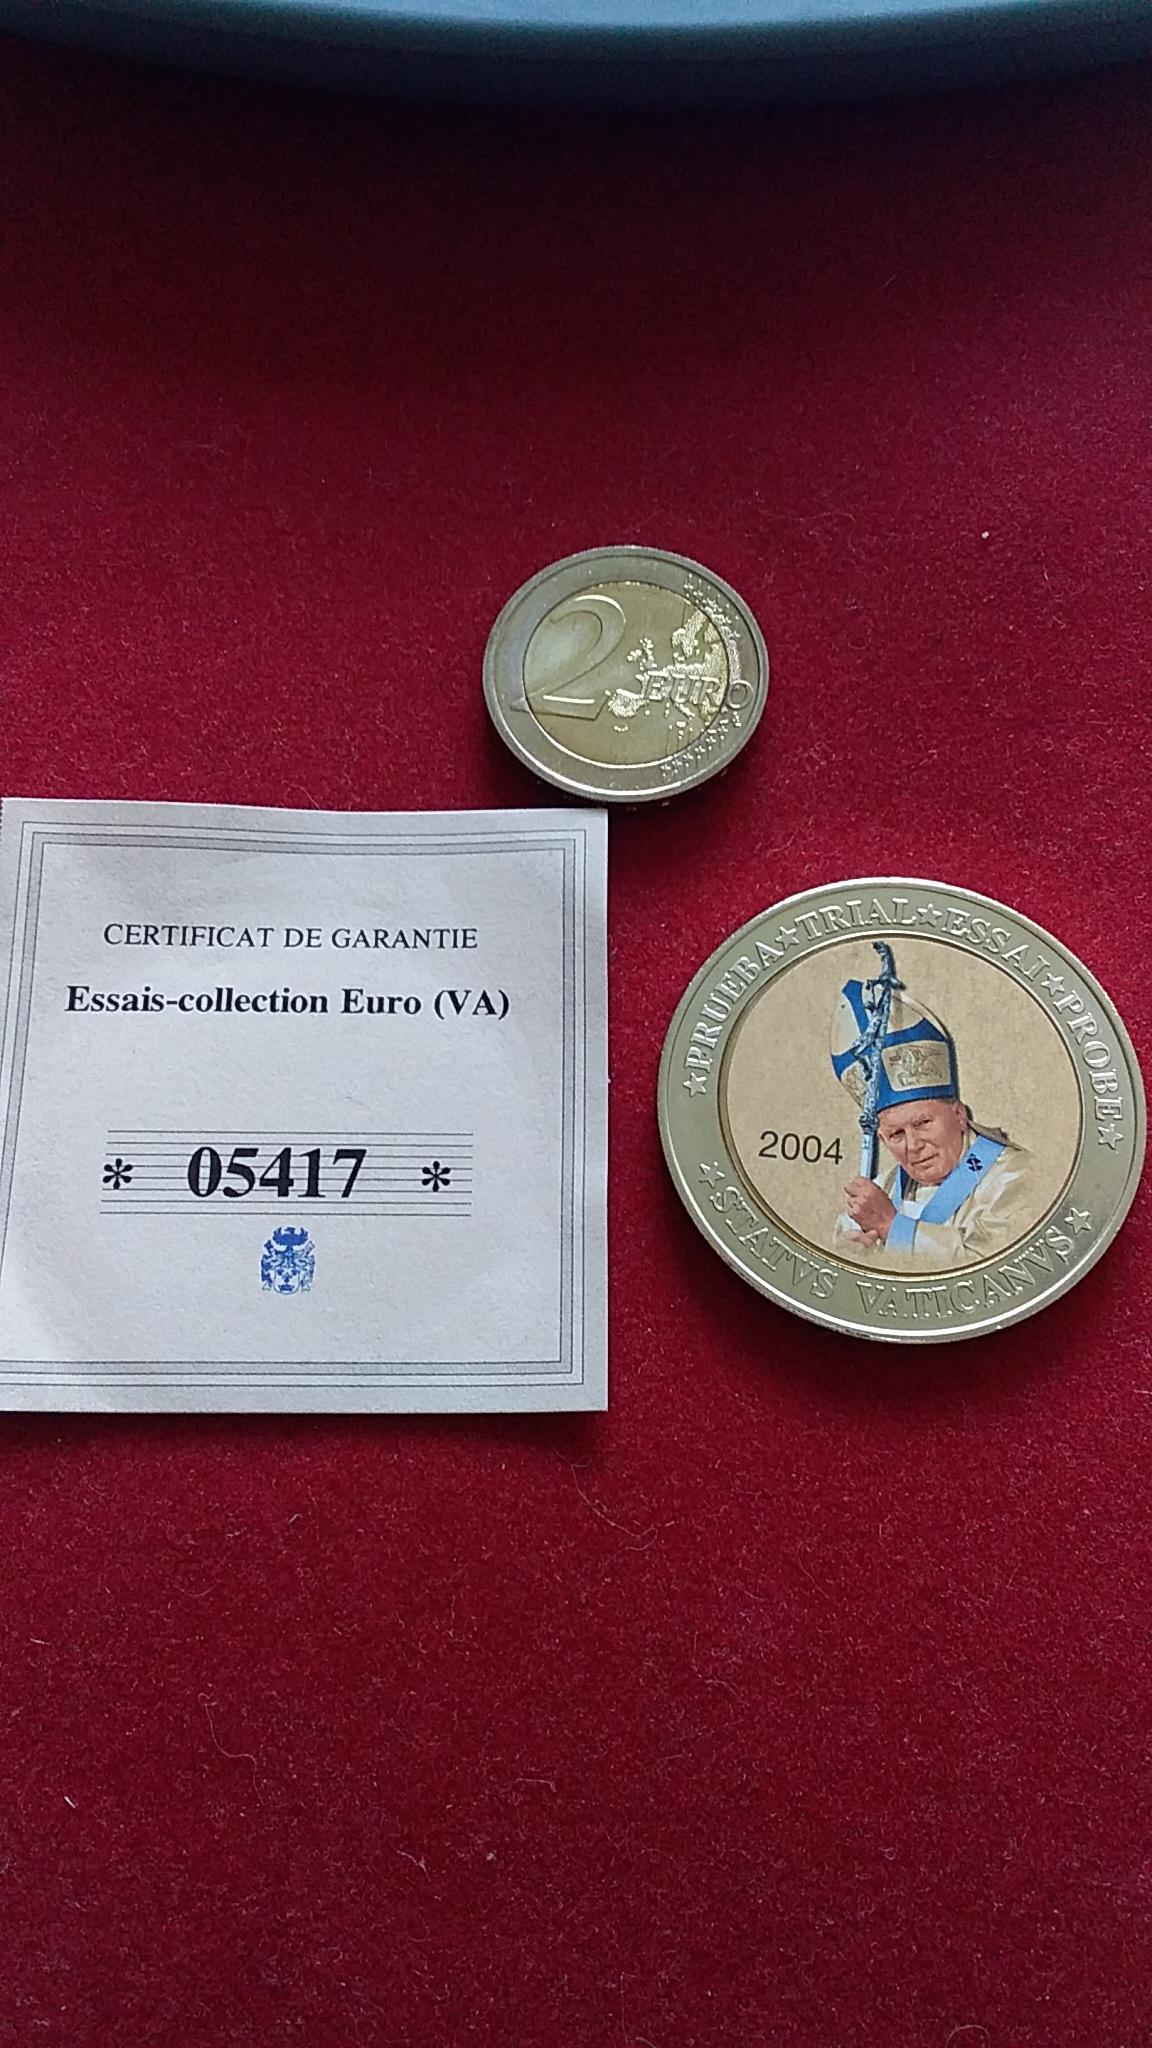 2 EURO
CERTIFICAT DE GARANTIE
Essais-collection Euro (VA)
* 05417 *
★PRUEBA★TRIAL★ESSAI★PROBE★
2004
★STATVS VATICANVS★